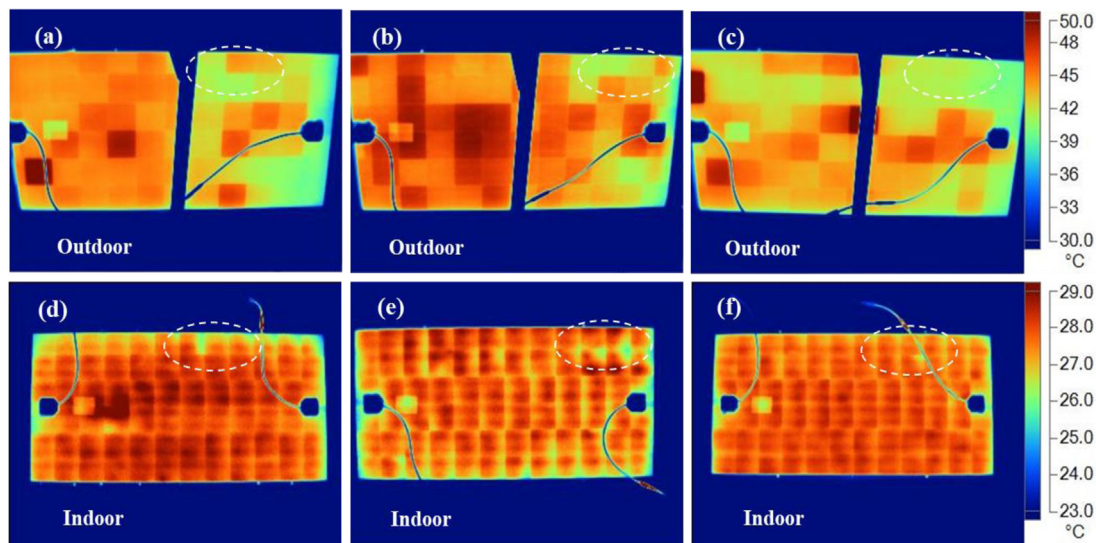 (a)
(b)
(c)
Outdoor
Outdoor
Outdoor
50.0
48
45
42
39
36
33
30.0
°C
(d)
(e)
(f)
Indoor
Indoor
Indoor
29.0
28.0
27.0
26.0
25.0
24.0
23.0
°C